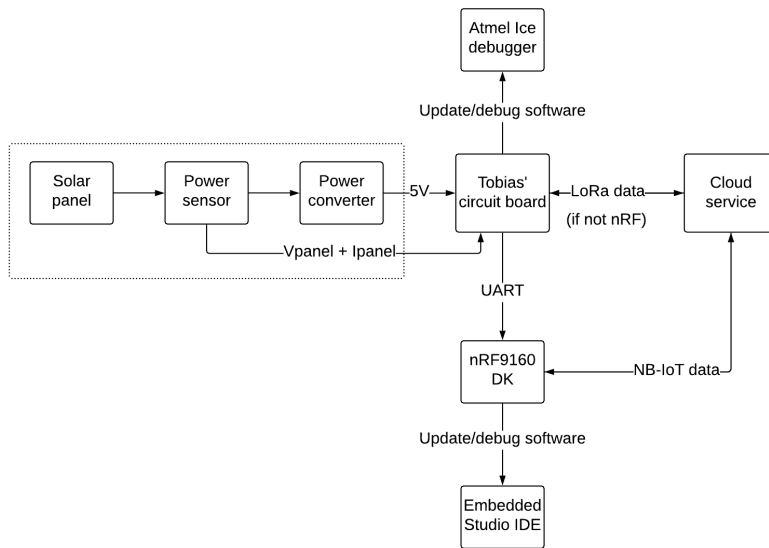 Atmel Ice
debugger
Update/debug software
Solar
panel
Power
sensor
Power
converter
5V
Tobias'
circuit board
LoRa data
(if not nRF)
Cloud
service
Vpanel + Ipanel
UART
nRF9160
DK
NB-IoT data
Update/debug software
Embedded
Studio IDE